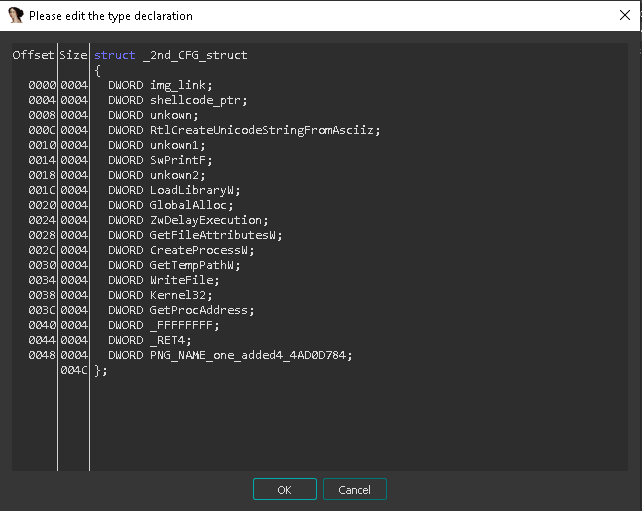 Please edit the type declaration
Offset Size struct _2nd_CFG_struct
{
0000 0004 DWORD img_link;
0004 0004 DWORD shellcode_ptr;
0008 0004 DWORD unkown;
000C 0004 DWORD RtlCreateUnicodeStringFromAsciiz;
0010 0004 DWORD unkown1;
0014 0004 DWORD SwPrintF;
0018 0004 DWORD unkown2;
001C 0004 DWORD LoadLibraryW;
0020 0004 DWORD GlobalAlloc;
0024 0004 DWORD ZwDelayExecution;
0028 0004 DWORD GetFileAttributesW;
002C 0004 DWORD CreateProcessW;
0030 0004 DWORD GetTempPathW;
0034 0004 DWORD WriteFile;
0038 0004 DWORD Kernel32;
003C 0004 DWORD GetProcAddress;
0040 0004 DWORD _FFFFFFFF;
0044 0004 DWORD _RET4;
0048 0004 DWORD PNG_NAME_one_added4_4AD0D784;
004C };
OK Cancel